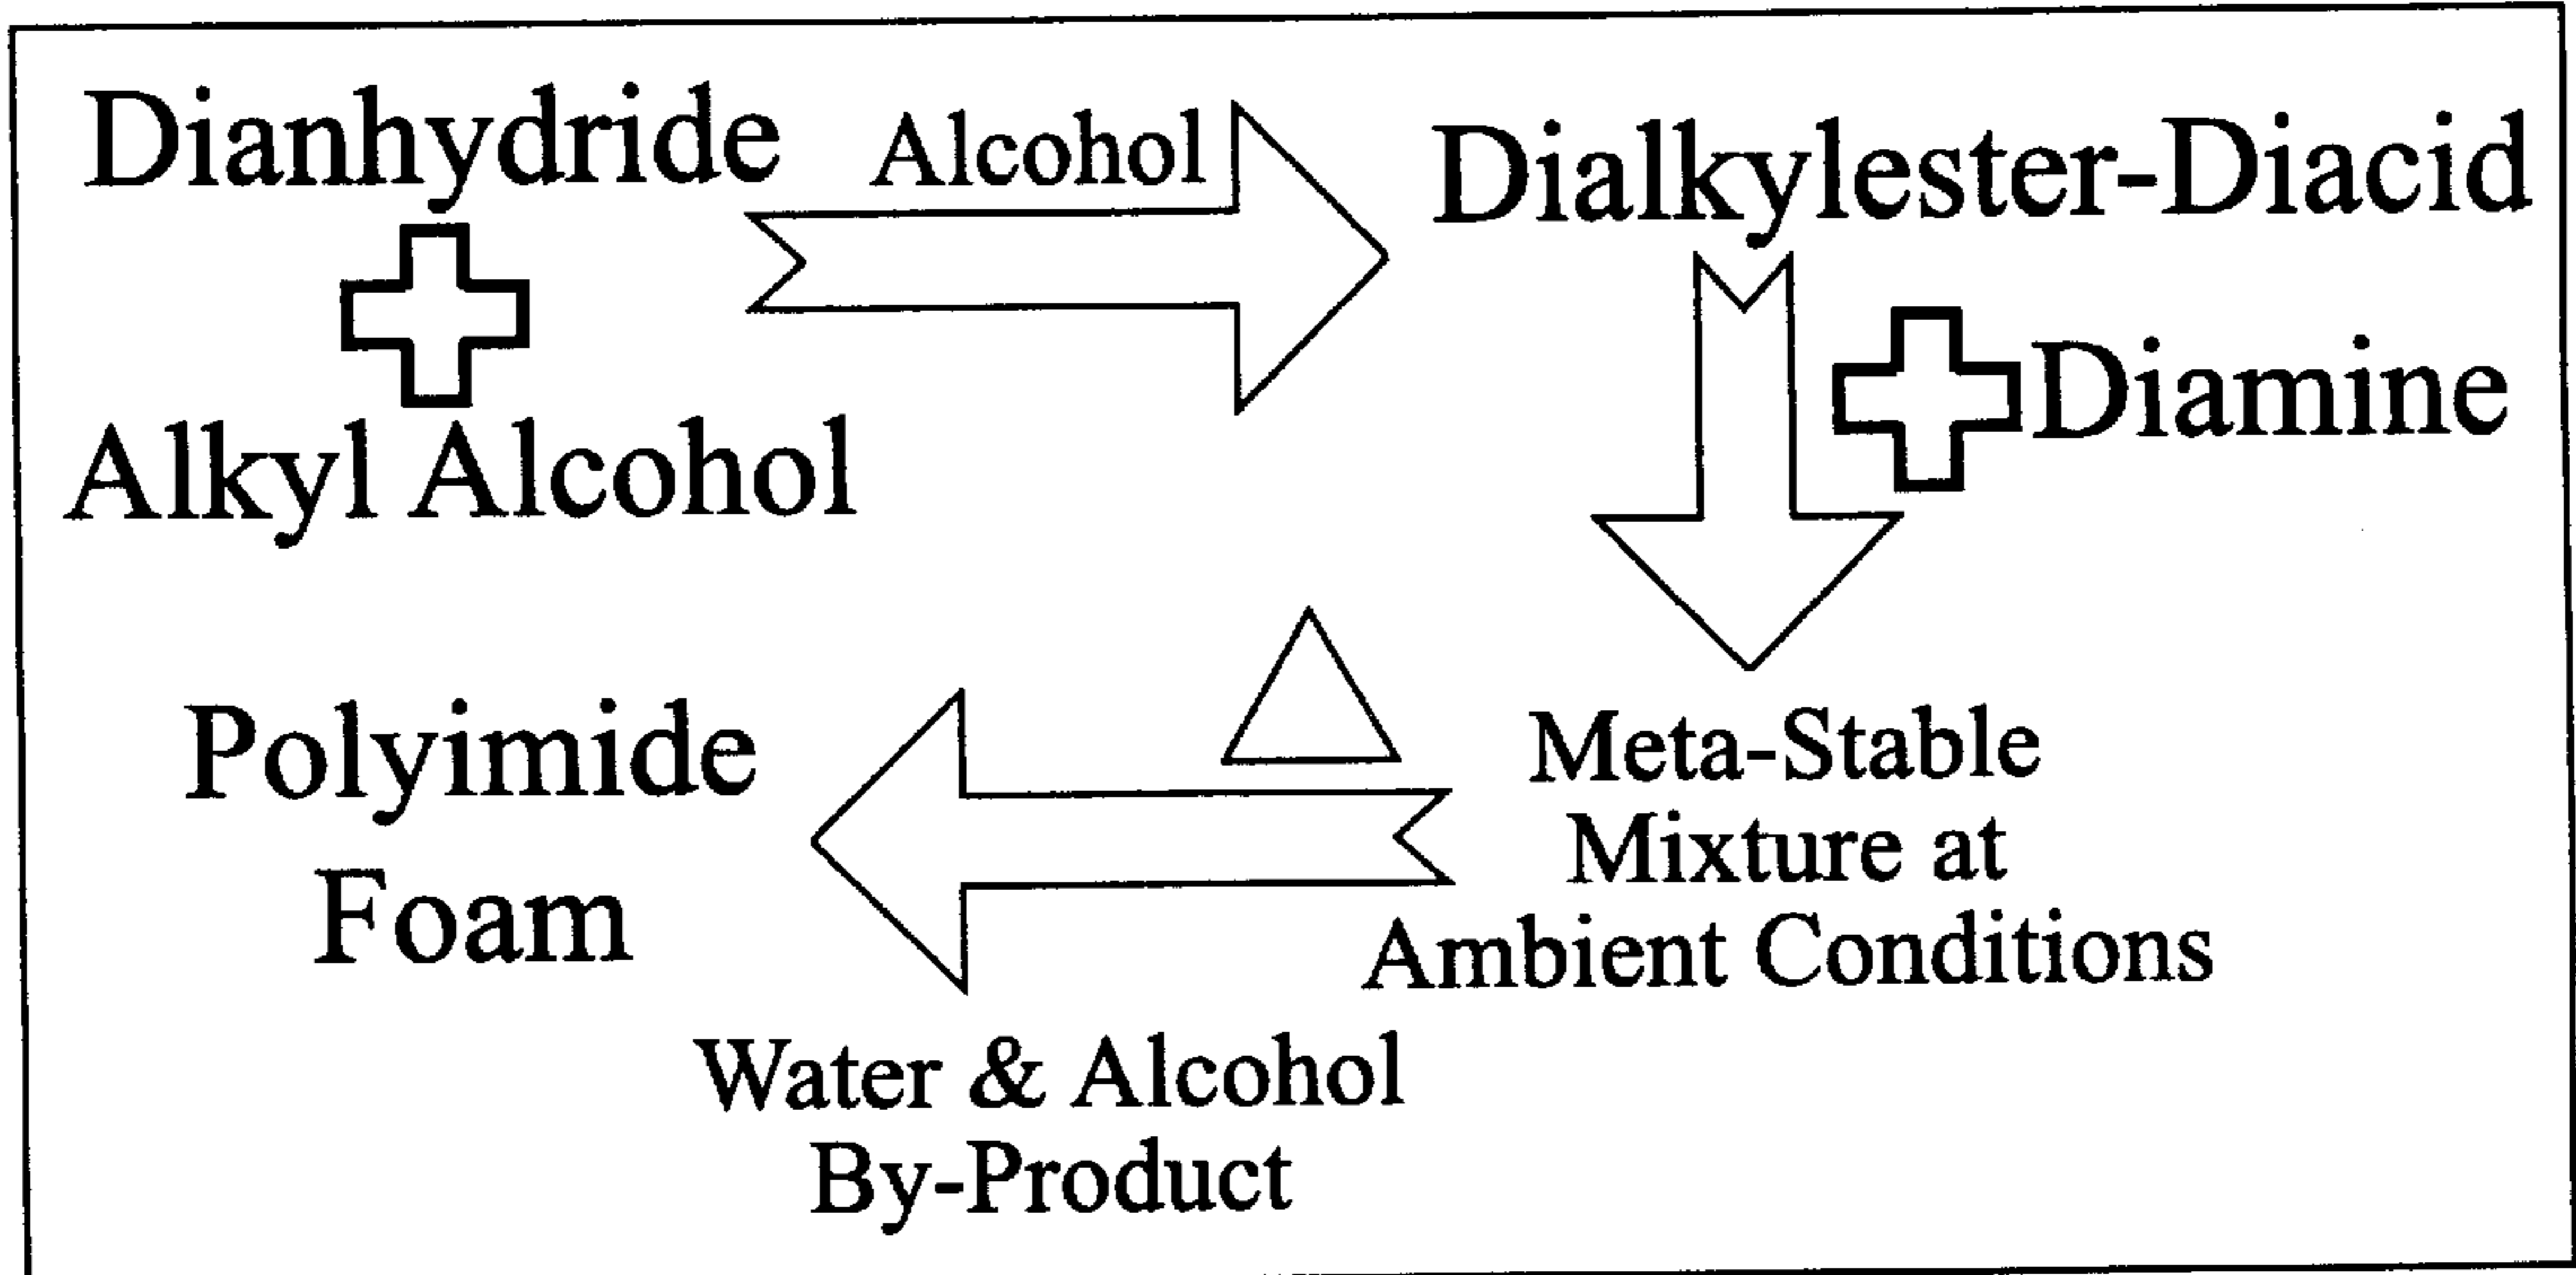 Dianhydride
Alcohol
Alkyl Alcohol
Dialkylester-Diacid
Diamine
Meta-Stable
Mixture at
Ambient Conditions
Polyimide
Foam
Water & Alcohol
By-Product